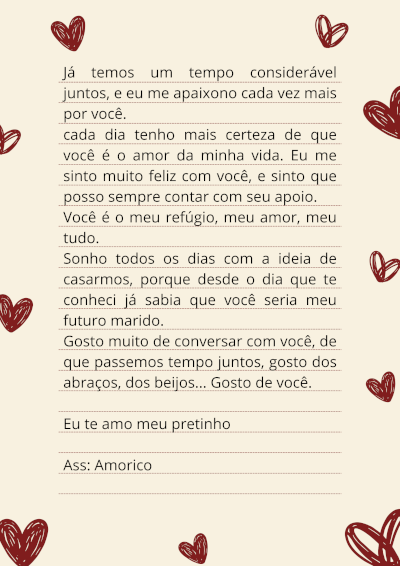 Já temos um tempo considerável
juntos, e eu me apaixono cada vez mais
por você.
cada dia tenho mais certeza de que
você é o amor da minha vida. Eu me
sinto muito feliz com você, e sinto que
posso sempre contar com seu apoio.
Você é o meu refúgio, meu amor, meu
tudo.
Sonho todos os dias com a ideia de
casarmos, porque desde o dia que te
conheci já sabia que você seria meu
futuro marido.
Gosto muito de conversar com você, de
que passemos tempo juntos, gosto dos
abraços, dos beijos... Gosto de você.
Eu te amo meu pretinho
Ass: Amorico